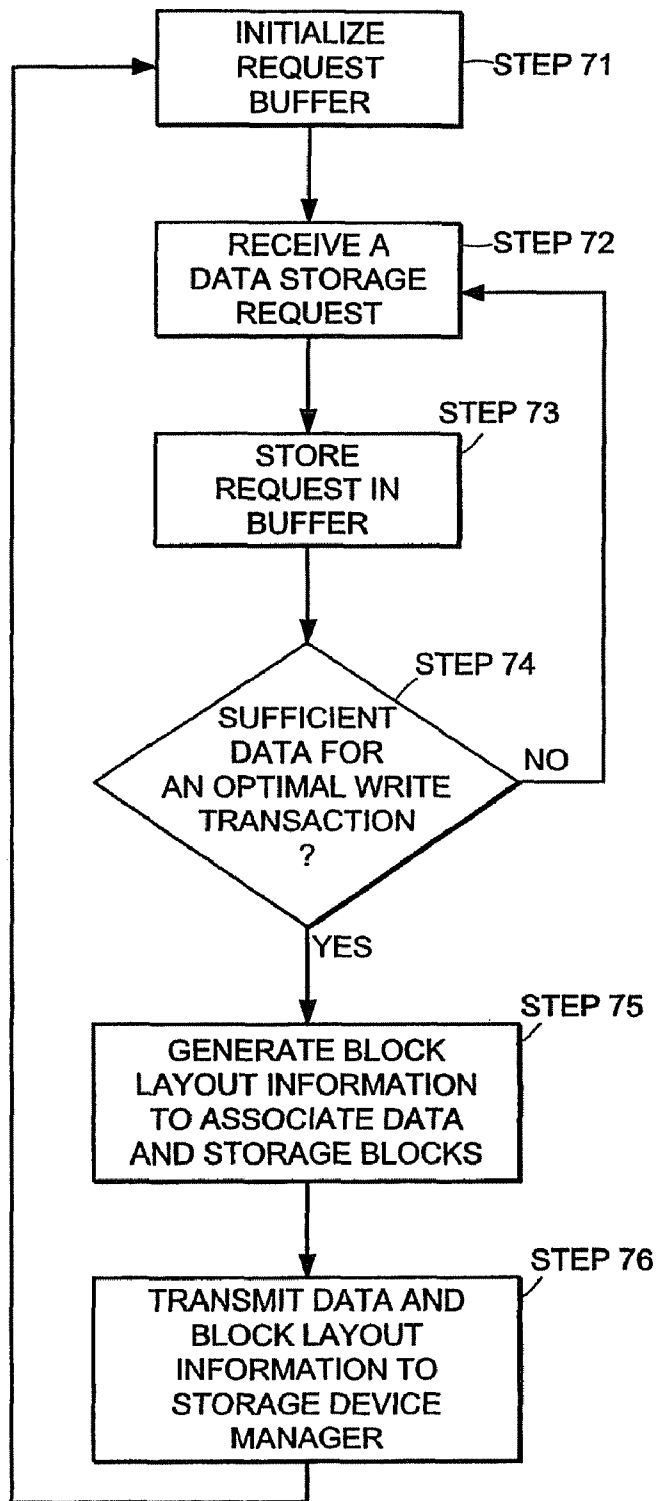 INITIALIZE
REQUEST
BUFFER
STEP 71
RECEIVE A
DATA STORAGE
REQUEST
STEP 72
STEP 73
STORE
REQUEST IN
BUFFER
STEP 74
SUFFICIENT
DATA FOR
AN OPTIMAL WRITE
TRANSACTION
?
NO
YES
STEP 75
GENERATE BLOCK
LAYOUT INFORMATION
TO ASSOCIATE DATA
AND STORAGE BLOCKS
STEP 76
TRANSMIT DATA AND
BLOCK LAYOUT
INFORMATION TO
STORAGE DEVICE
MANAGER